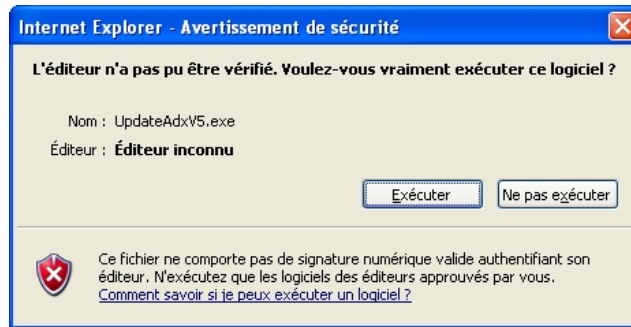 Internet Explorer - Avertissement de sécurité
L'éditeur n'a pas pu être vérifié. Voulez-vous vraiment exécuter ce logiciel ?
Nom : UpdateAdxV5.exe
Éditeur : Éditeur inconnu
Exécuter Ne pas exécuter
Ce fichier ne comporte pas de signature numérique valide authentifiant son
éditeur. N'exécutez que les logiciels des éditeurs approuvés par vous.
Comment savoir si je peux exécuter un logiciel ?